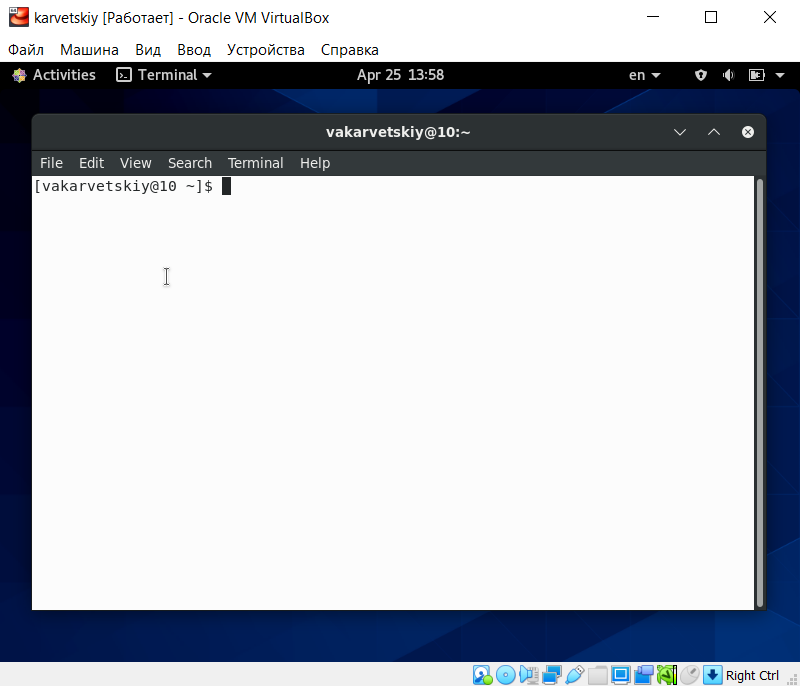 karvetskiy [Работает] - Oracle VM VirtualBox
Файл Машина Вид Ввод Устройства Справка
Activities Terminal Apr 25 13:58 en
vakarvetskiy@10:~
File Edit View Search Terminal Help
[vakarvetskiy@10 ~]$
Right Ctrl